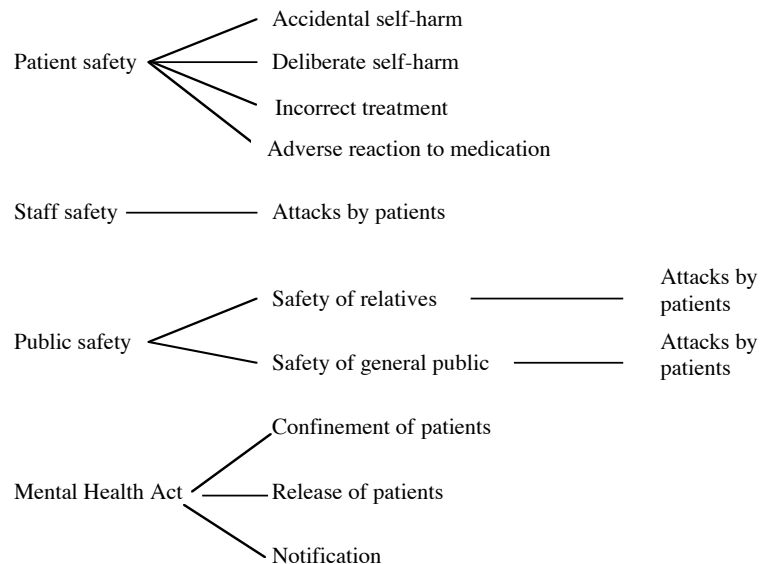 Accidental self-harm
Patient safety
Deliberate self-harm
Incorrect treatment
Adverse reaction to medication
Staff safety
Attacks by patients
Public safety
Safety of relatives
Attacks by
patients
Safety of general public
Attacks by
patients
Mental Health Act
Confinement of patients
Release of patients
Notification